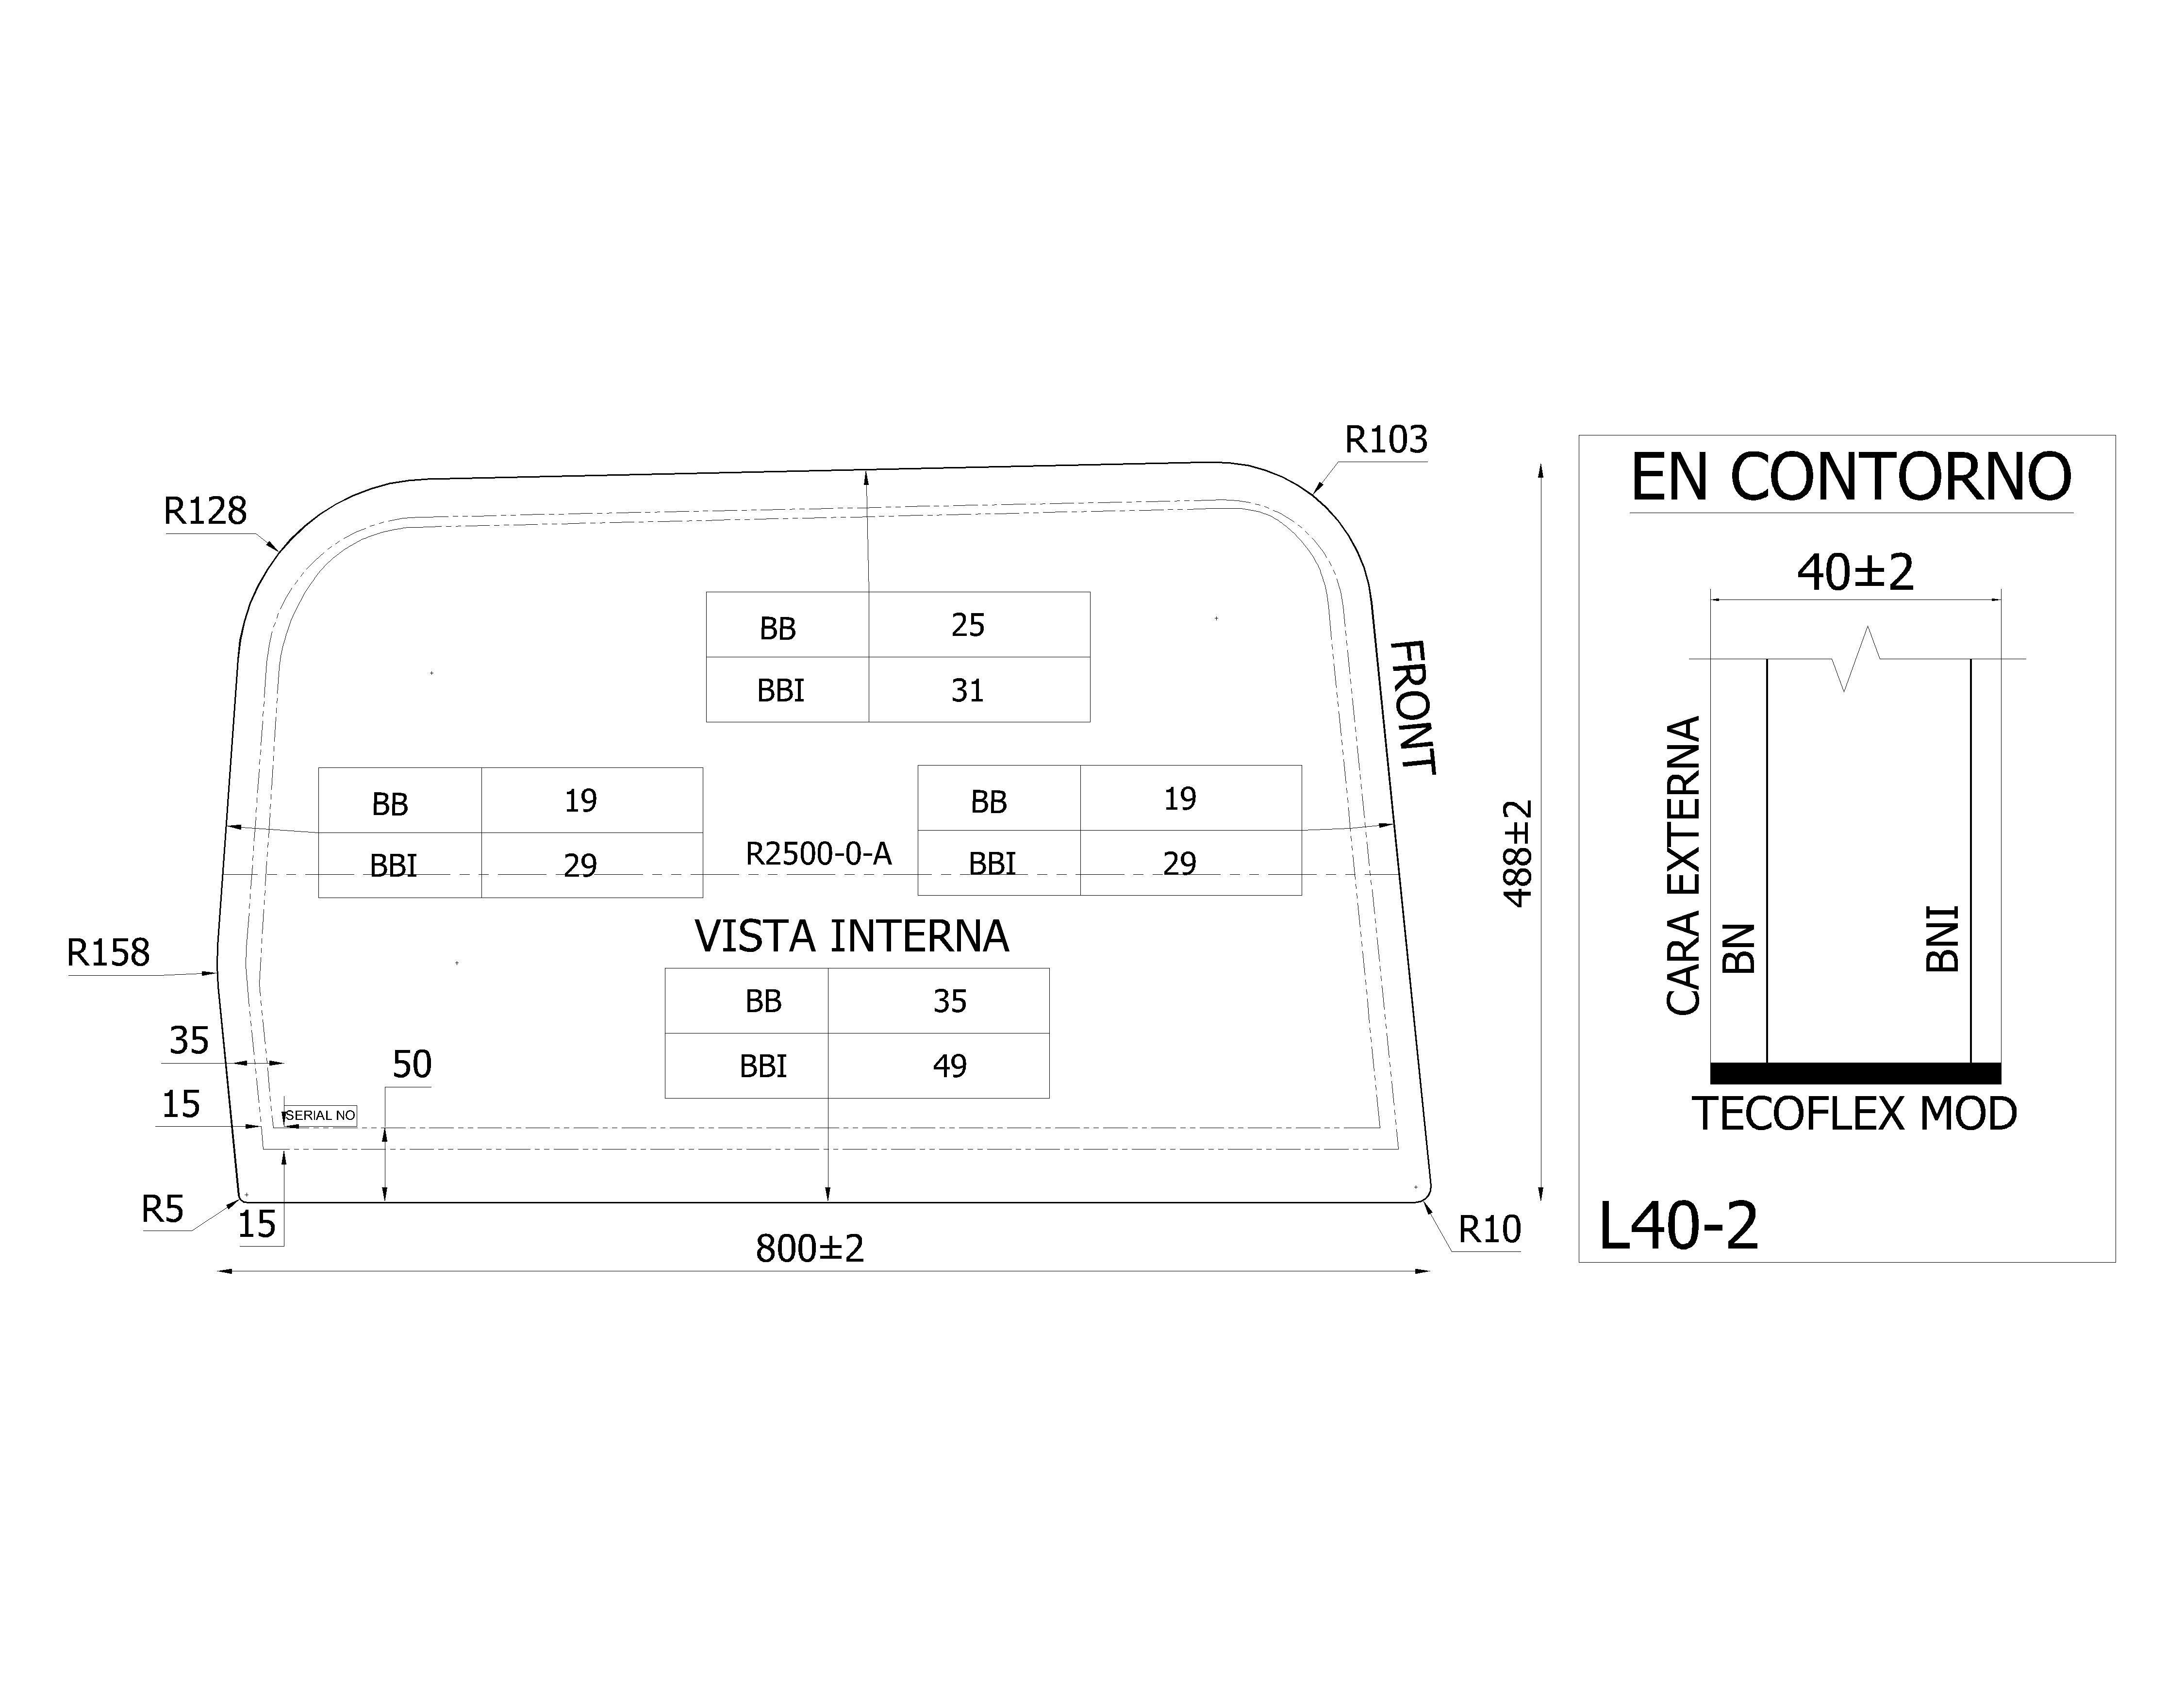 R103
R128
BB 25
BBI 31
FRONT
BB 19
BBI 29
BB 19
BBI 29
R2500-0-A
VISTA INTERNA
R158
BB 35
BBI 49
35
50
15
SERIAL NO
R5
15
R10
800±2
488±2
EN CONTORNO
40±2
CARA EXTERNA
BN
BNI
TECOFLEX MOD
L40-2